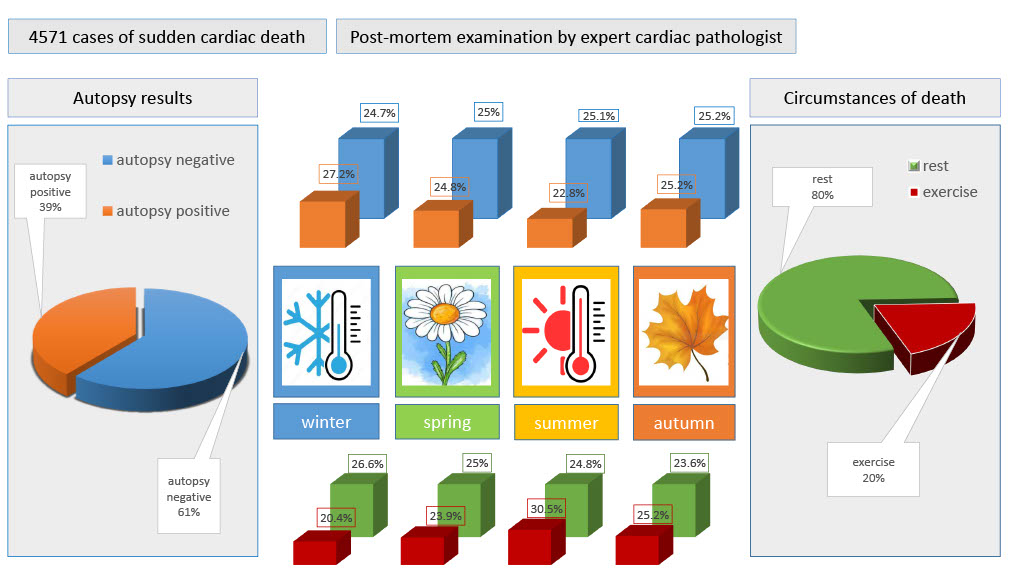 4571 cases of sudden cardiac death
Post-mortem examination by expert cardiac pathologist
Autopsy results
autopsy negative
autopsy positive
autopsy
positive
39%
autopsy
negative
61%
24.7%
25%
25.1%
25.2%
27.2%
24.8%
22.8%
25.2%
winter
spring
summer
autumn
26.6%
25%
24.8%
23.6%
20.4%
23.9%
30.5%
25.2%
Circumstances of death
rest
exercise
rest
80%
exercise
20%